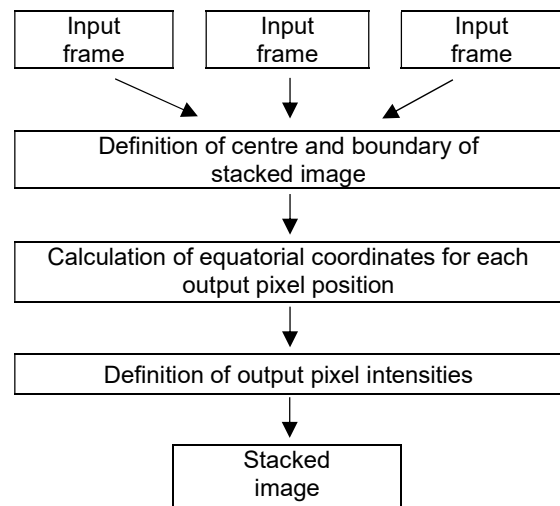 Input
frame
Input
frame
Input
frame
Definition of centre and boundary of
stacked image
Calculation of equatorial coordinates for each
output pixel position
Definition of output pixel intensities
Stacked
image